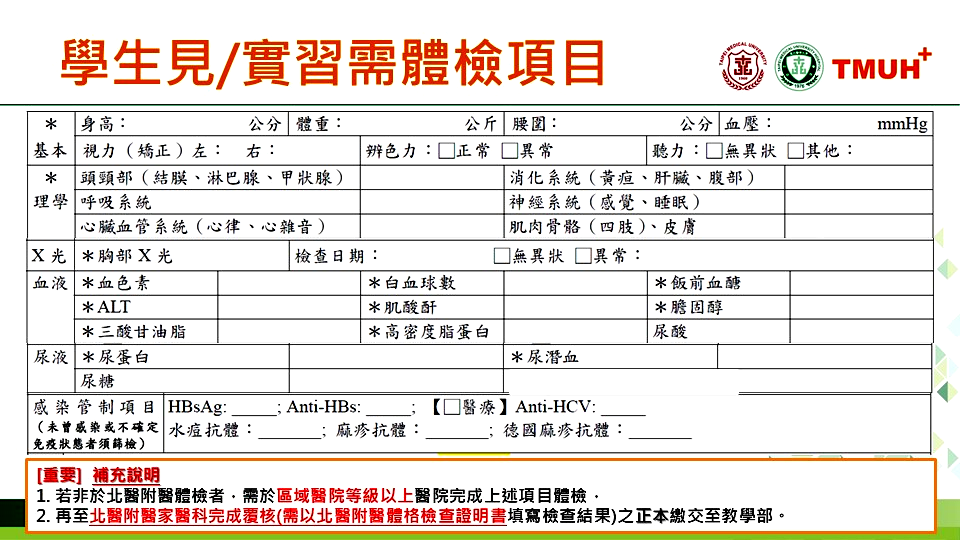 學生見/實習需體檢項目
TAIPEI MEDICAL UNIVERSITY
1960
1976
TMUH+
＊ 身高： 公分 體重： 公斤 腰圍： 公分 血壓： mmHg
基本 視力（矯正）左： 右： 辨色力：□正常 □異常 聽力：□無異狀 □其他：
＊ 頭頸部（結膜、淋巴腺、甲狀腺） 消化系統（黃疸、肝臟、腹部）
理學 呼吸系統 神經系統（感覺、睡眠）
心臟血管系統（心律、心雜音） 肌肉骨骼（四肢）、皮膚
X光 ＊胸部X光 檢查日期： □無異狀 □異常：
血液 ＊血色素 ＊白血球數 ＊飯前血醣
＊ALT ＊肌酸酐 ＊膽固醇
＊三酸甘油脂 ＊高密度脂蛋白 尿酸
尿液 ＊尿蛋白 ＊尿潛血
尿糖
感染管制項目 HBsAg: _____; Anti-HBs: _____; 【□醫療】Anti-HCV: _____
（未曾感染或不確定
免疫狀態者須篩檢） 水痘抗體：_______; 麻疹抗體：_______; 德國麻疹抗體：_______
[重要] 補充說明
1. 若非於北醫附醫體檢者，需於區域醫院等級以上醫院完成上述項目體檢，
2. 再至北醫附醫家醫科完成覆核(需以北醫附醫體格檢查證明書填寫檢查結果)之正本繳交至教學部。